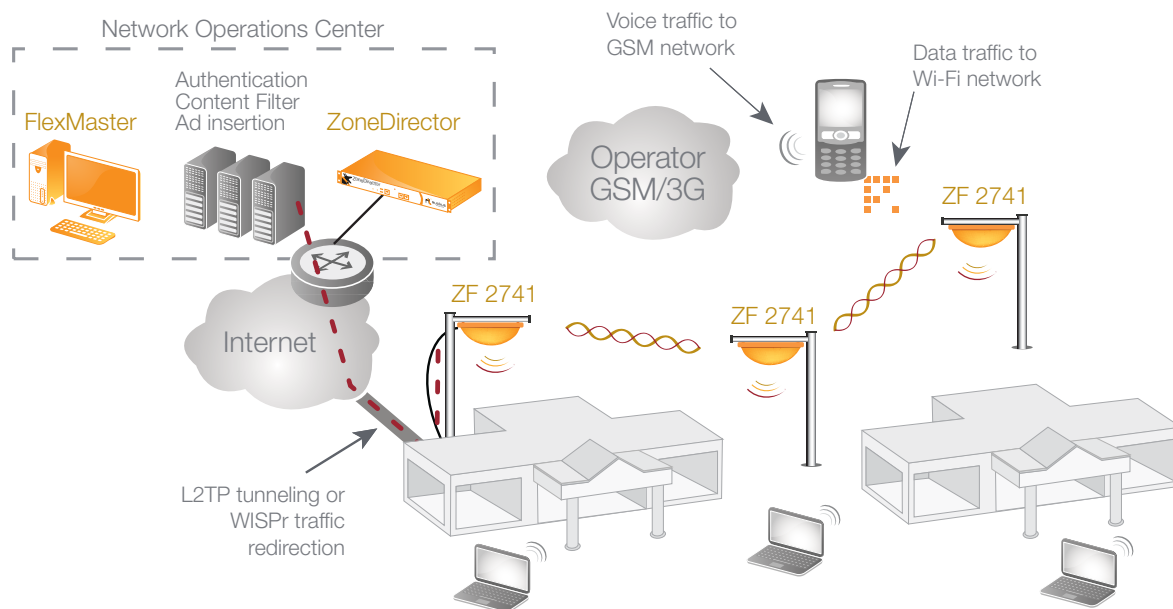 Network Operations Center
FlexMaster
Authentication
Content Filter
Ad insertion
ZoneDirector
ZoneDirector
Voice traffic to
GSM network
Data traffic to
Wi-Fi network
Operator
GSM/3G
ZF 2741
ZF 2741
ZF 2741
Internet
L2TP tunneling or
WISPr traffic
redirection